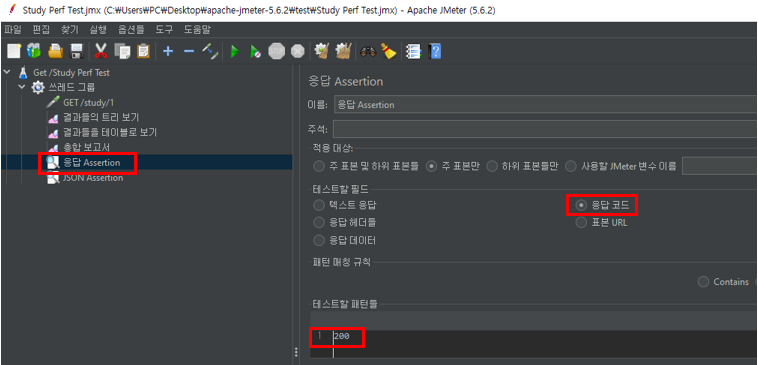 Study Perf Test.jmx (C:₩Users₩PC₩Desktop₩apache-jmeter-5.6.2₩test₩Study Perf Test.jmx) - Apache JMeter (5.6.2)
파일 편집 찾기 실행 옵션들 도구 도움말
Get /Study Perf Test
쓰레드 그룹
GET /study/1
결과들의 트리 보기
결과들을 테이블로 보기
총합 보고서
응답 Assertion
JSON Assertion
응답 Assertion
이름: 응답 Assertion
주석:
적용 대상:
주 표본 및 하위 표본들 주 표본만 하위 표본들만 사용할 JMeter 변수 이름
테스트할 필드
텍스트 응답 응답 코드
응답 헤더들 표본 URL
응답 데이터
패턴 매칭 규칙
Contains
테스트할 패턴들
1 200